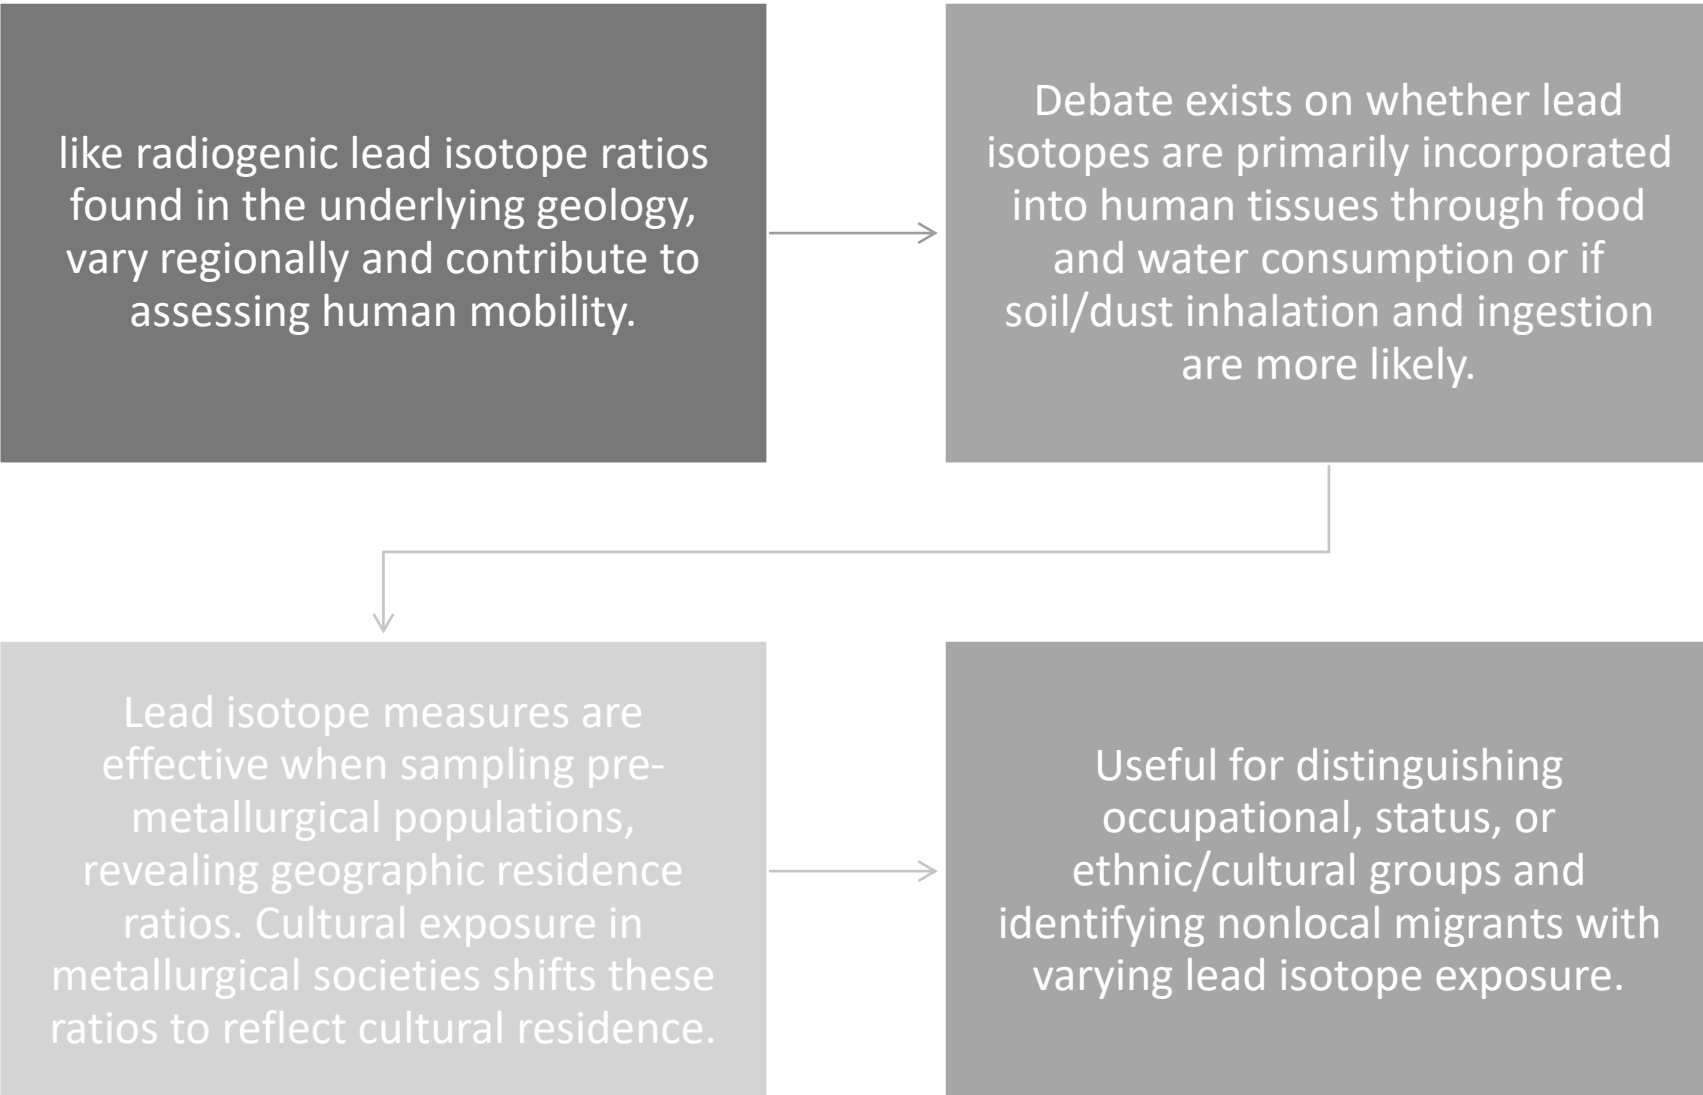 like radiogenic lead isotope ratios
found in the underlying geology,
vary regionally and contribute to
assessing human mobility.
Debate exists on whether lead
isotopes are primarily incorporated
into human tissues through food
and water consumption or if
soil/dust inhalation and ingestion
are more likely.
Lead isotope measures are
effective when sampling pre-
metallurgical populations,
revealing geographic residence
ratios. Cultural exposure in
metallurgical societies shifts these
ratios to reflect cultural residence.
Useful for distinguishing
occupational, status, or
ethnic/cultural groups and
identifying nonlocal migrants with
varying lead isotope exposure.